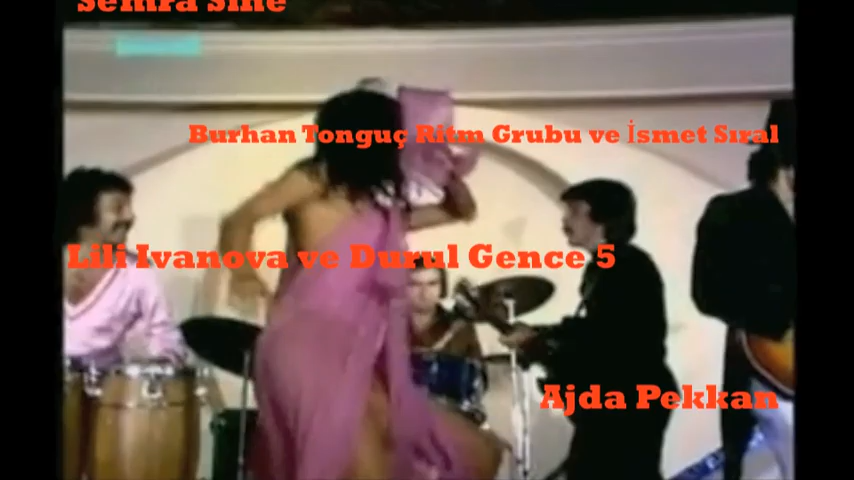 Semra Sine
Burhan Tonguç Ritm Grubu ve İsmet Sıral
Lili Ivanova ve Durul Gence 5
Ajda Pekkan